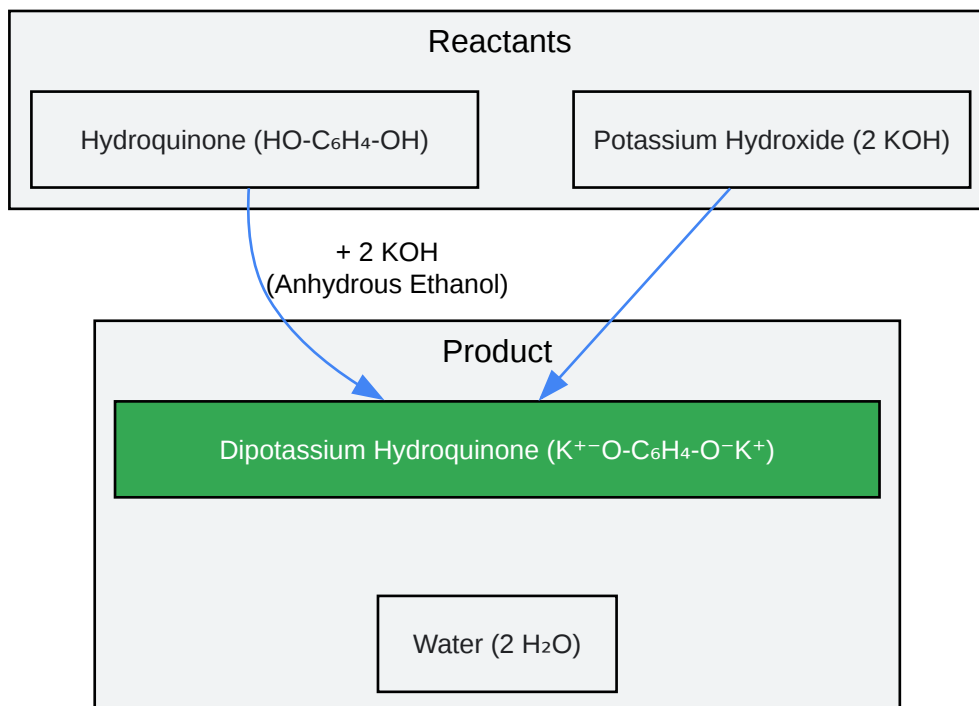 Reactants
Hydroquinone (HO-C₆H₄-OH)
Potassium Hydroxide (2 KOH)
+ 2 KOH
(Anhydrous Ethanol)
Product
Dipotassium Hydroquinone (K⁺⁻O-C₆H₄-O⁻K⁺)
Water (2 H₂O)